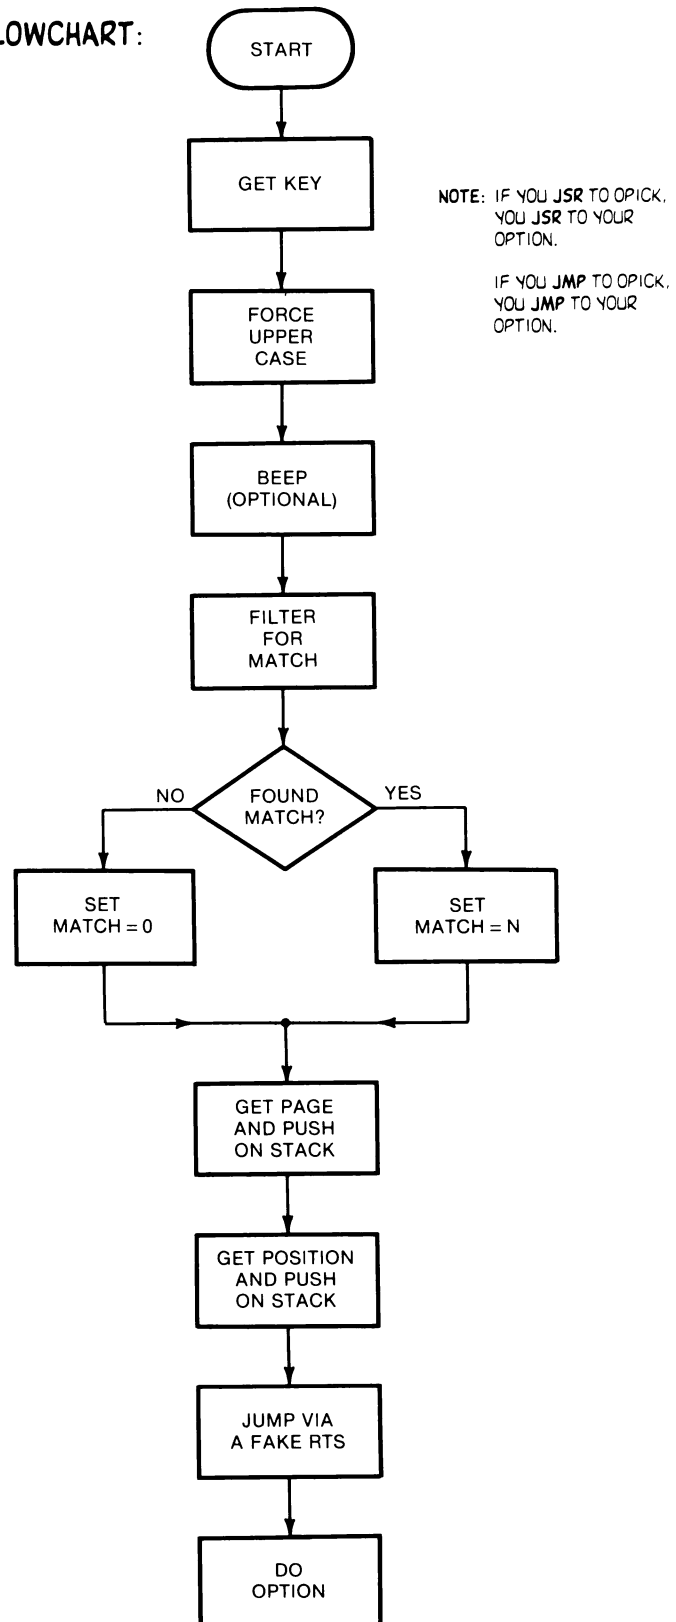 LOWCHART:
START
GET KEY
NOTE: IF YOU JSR TO OPICK,
YOU JSR TO YOUR
OPTION.
IF YOU JMP TO OPICK,
YOU JMP TO YOUR
OPTION.
FORCE
UPPER
CASE
BEEP
(OPTIONAL)
FILTER
FOR
MATCH
FOUND
MATCH?
NO
YES
SET
MATCH = 0
SET
MATCH = N
GET PAGE
AND PUSH
ON STACK
GET POSITION
AND PUSH
ON STACK
JUMP VIA
A FAKE RTS
DO
OPTION